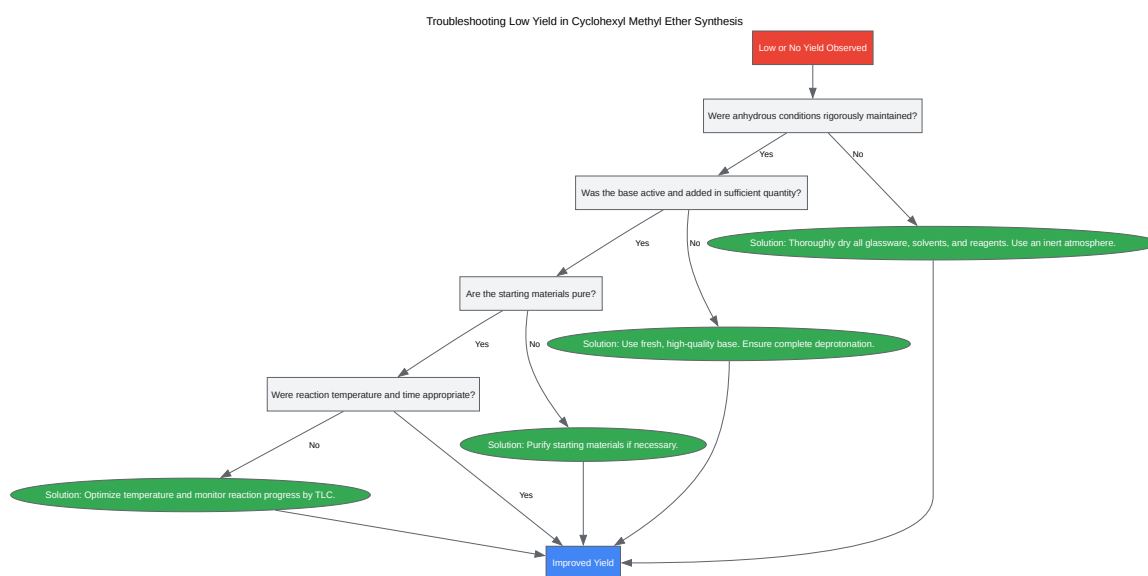 Troubleshooting Low Yield in Cyclohexyl Methyl Ether Synthesis
Low or No Yield Observed
Were anhydrous conditions rigorously maintained?
Yes
No
Was the base active and added in sufficient quantity?
Yes
No
Solution: Thoroughly dry all glassware, solvents, and reagents. Use an inert atmosphere.
Are the starting materials pure?
Yes
No
Solution: Use fresh, high-quality base. Ensure complete deprotonation.
Were reaction temperature and time appropriate?
No
Solution: Purify starting materials if necessary.
Solution: Optimize temperature and monitor reaction progress by TLC.
Yes
Improved Yield